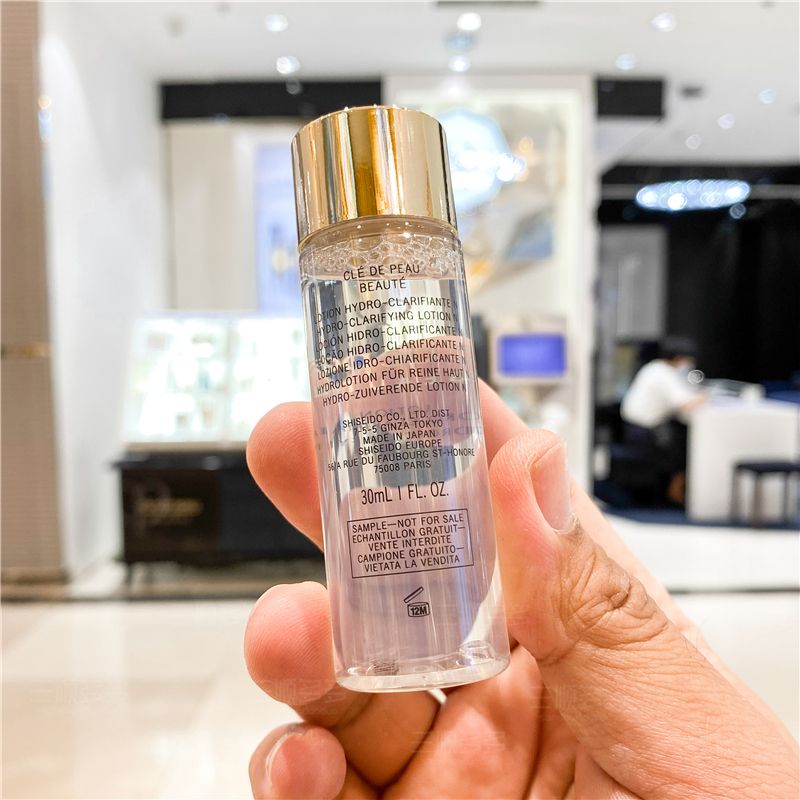 CLÉ DE PEAU
BEAUTÉ
LOTION HYDRO-CLARIFIANTE
HYDRO-CLARIFYING LOTION
LOCIÓN HIDRO-CLARIFICANTE
LOÇÃO HIDRO-CLARIFICANTE
LOZIONE IDRO-CHIARIFICANTE
HYDROLOTION FÜR REINE HAUT
HYDRO-ZUIVERENDE LOTION
SHISEIDO CO., LTD. DIST.
7-5-5 GINZA TOKYO
MADE IN JAPAN.
SHISEIDO EUROPE
56/A RUE DU FAUBOURG ST-HONORE
75008 PARIS
30mL 1 FL. OZ.
SAMPLE—NOT FOR SALE
ECHANTILLON GRATUIT—
VENTE INTERDITE
CAMPIONE GRATUITO—
VIETATA LA VENDITA
12M